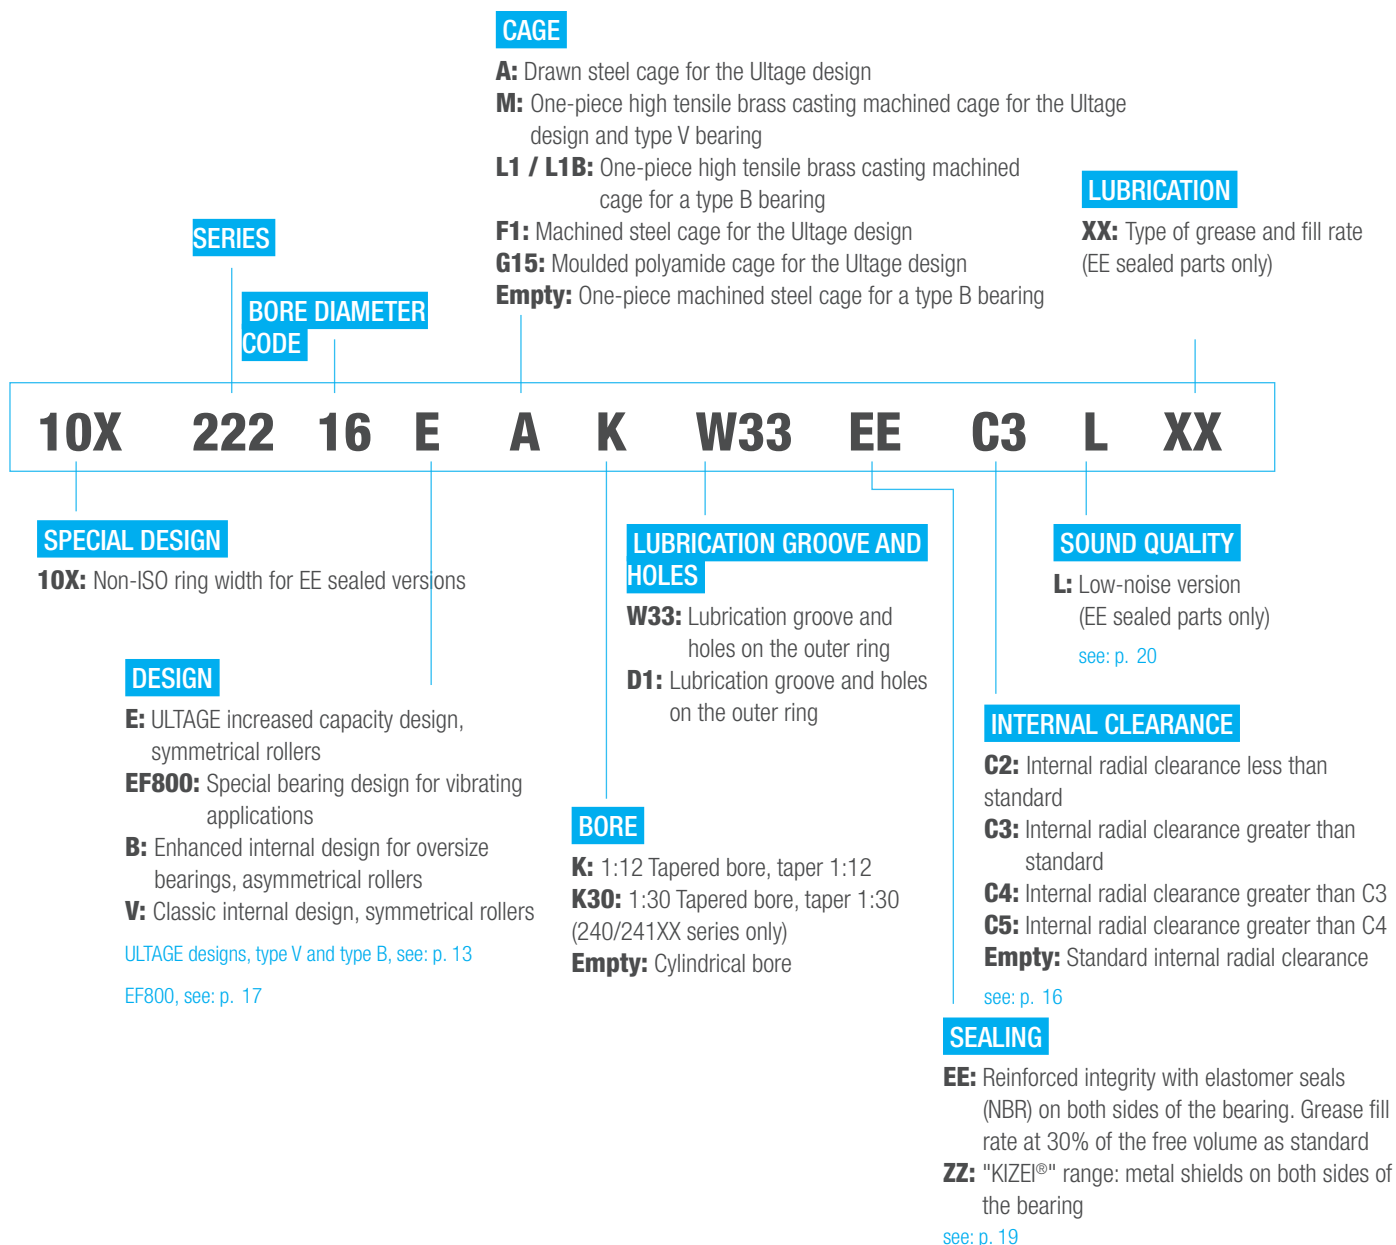 CAGE
A: Drawn steel cage for the Ultage design
M: One-piece high tensile brass casting machined cage for the Ultage
design and type V bearing
L1 / L1B: One-piece high tensile brass casting machined
cage for a type B bearing
F1: Machined steel cage for the Ultage design
G15: Moulded polyamide cage for the Ultage design
Empty: One-piece machined steel cage for a type B bearing
LUBRICATION
XX: Type of grease and fill rate
(EE sealed parts only)
SERIES
BORE DIAMETER
CODE
10X 222 16 E A K W33 EE C3 L XX
SPECIAL DESIGN
10X: Non-ISO ring width for EE sealed versions
DESIGN
E: ULTAGE increased capacity design,
symmetrical rollers
EF800: Special bearing design for vibrating
applications
B: Enhanced internal design for oversize
bearings, asymmetrical rollers
V: Classic internal design, symmetrical rollers
ULTAGE designs, type V and type B, see: p. 13
EF800, see: p. 17
BORE
K: 1:12 Tapered bore, taper 1:12
K30: 1:30 Tapered bore, taper 1:30
(240/241XX series only)
Empty: Cylindrical bore
LUBRICATION GROOVE AND
HOLES
W33: Lubrication groove and
holes on the outer ring
D1: Lubrication groove and holes
on the outer ring
SOUND QUALITY
L: Low-noise version
(EE sealed parts only)
see: p. 20
INTERNAL CLEARANCE
C2: Internal radial clearance less than
standard
C3: Internal radial clearance greater than
standard
C4: Internal radial clearance greater than C3
C5: Internal radial clearance greater than C4
Empty: Standard internal radial clearance
see: p. 16
SEALING
EE: Reinforced integrity with elastomer seals
(NBR) on both sides of the bearing. Grease fill
rate at 30% of the free volume as standard
ZZ: "KIZEI®" range: metal shields on both sides of
the bearing
see: p. 19